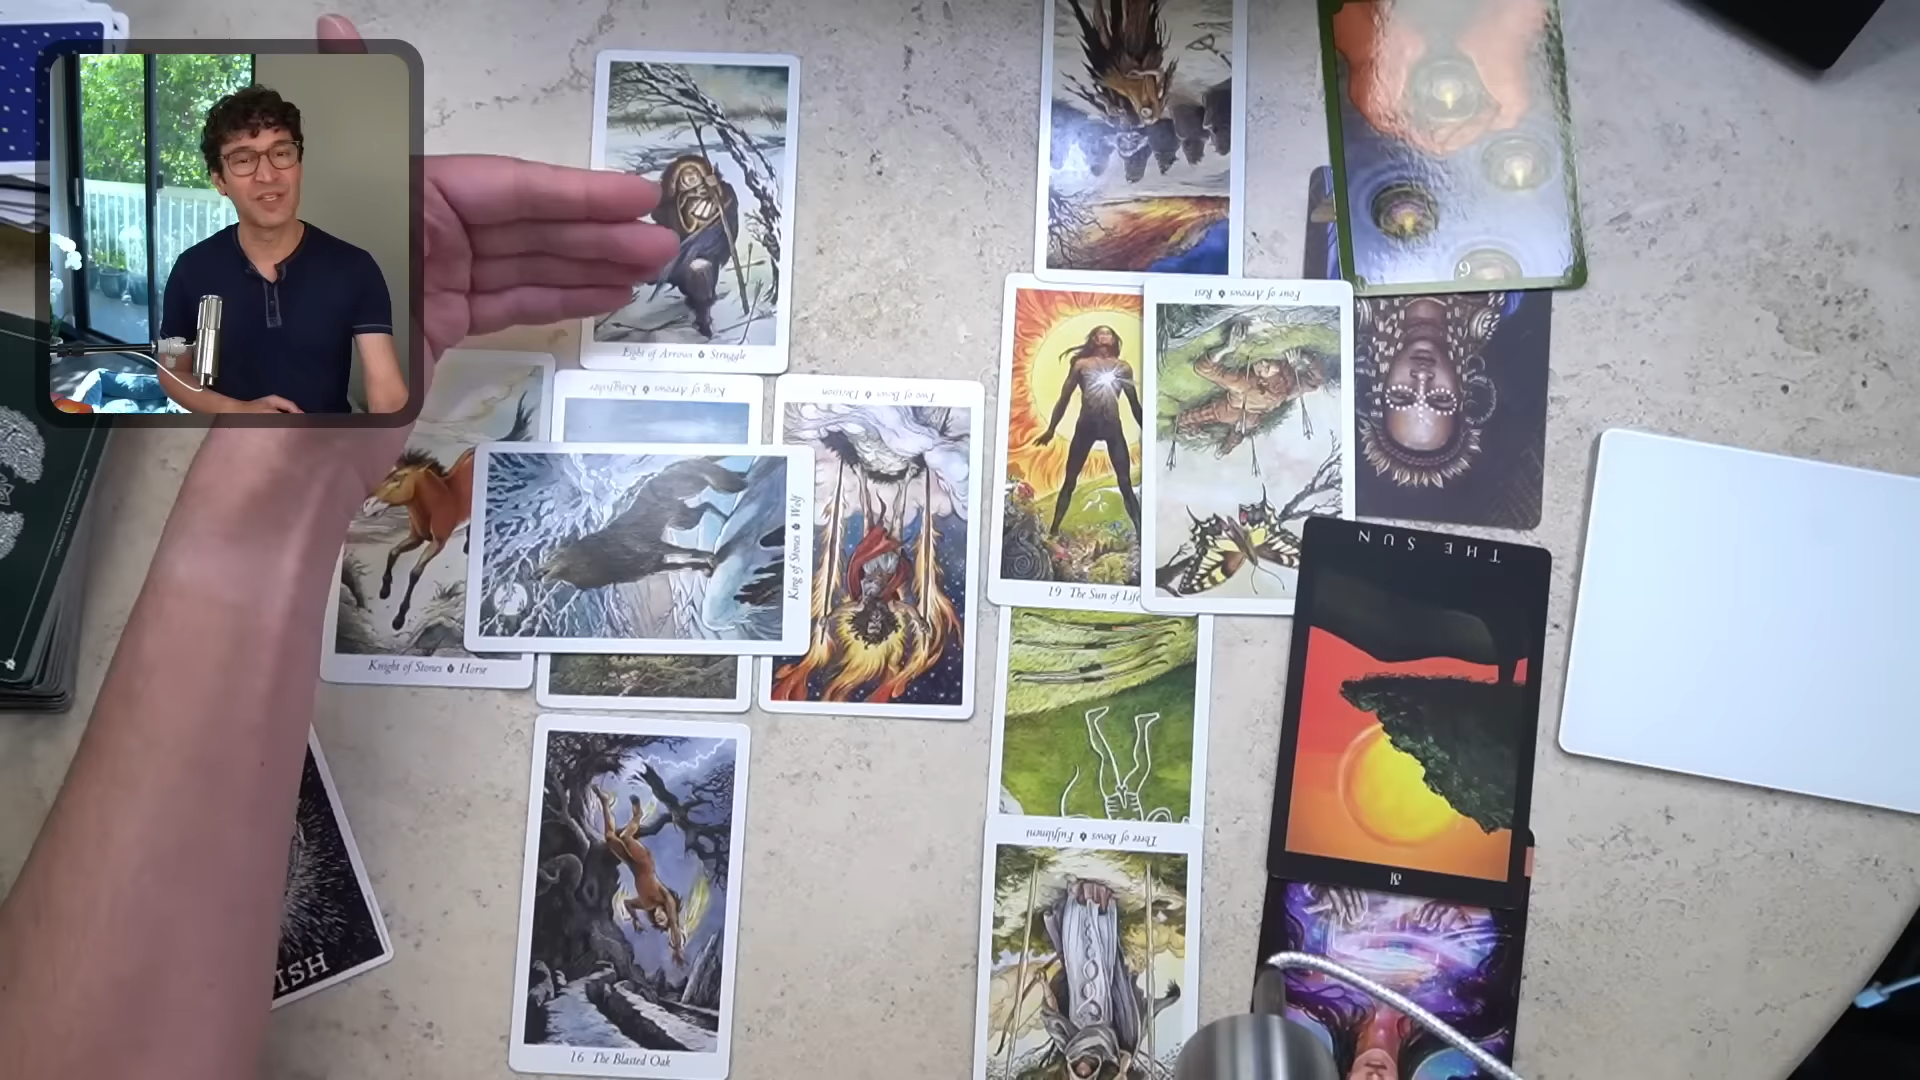 Eight of Arrows Struggle
King of Arrows Kingfisher
Two of Bows Decision
Four of Arrows Rest
King of Stones Wolf
Knight of Stones Horse
19 The Sun of Life
THE SUN
Three of Bows Fulfilment
ISH
16 The Blasted Oak